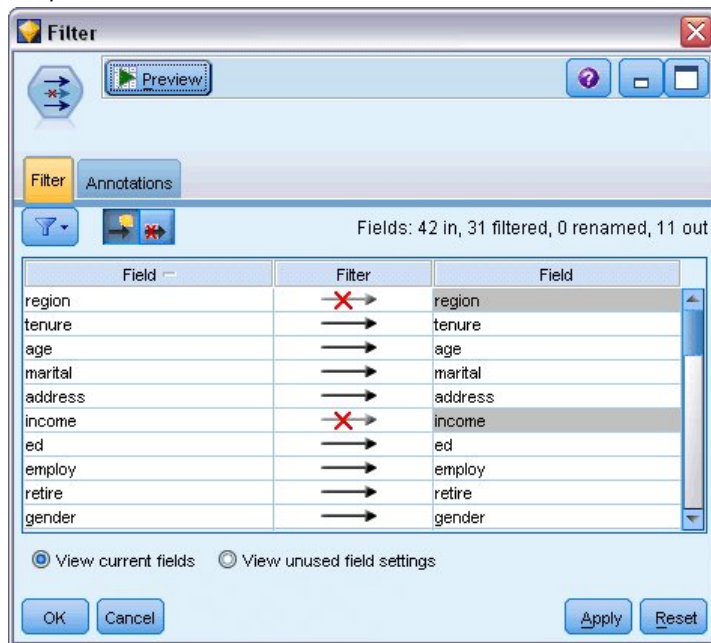 Filter
Preview
Filter Annotations
Fields: 42 in, 31 filtered, 0 renamed, 11 out
Field Filter Field
region region
tenure tenure
age age
marital marital
address address
income income
ed ed
employ employ
retire retire
gender gender
View current fields View unused field settings
OK Cancel Apply Reset